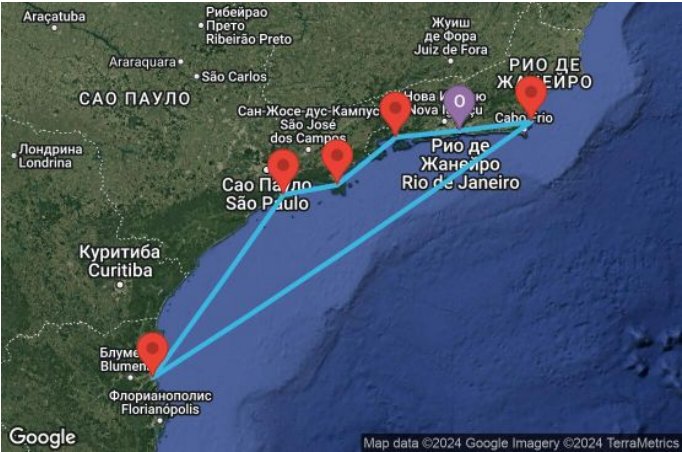 Araçatuba
Рибейрао
Прето
Ribeirão Preto
Жуиш
де Фора
Juiz de Fora
Araraquara
São Carlos
РИО ДЕ
ЖАНЕЙРО
САО ПАУЛО
Сан-Жосе-дус-Кампус
São José
dos Campos
Нова
Nova
O
Cabo Frio
Лондрина
Londrina
Рио де
Жанейро
Rio de Janeiro
Сао Пауло
São Paulo
Куритиба
Curitiba
Флорианополис
Florianópolis
Google
Map data ©2024 Google Imagery ©2024 TerraMetrics